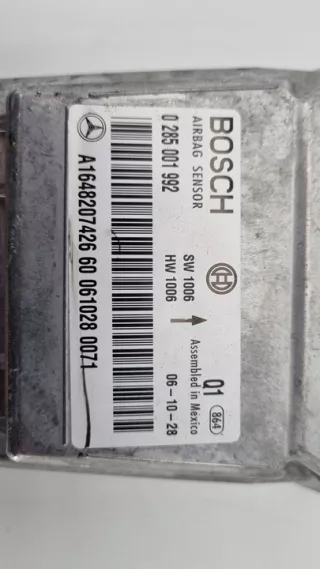 BOSCH
AIRBAG SENSOR
0 285 001 992
SW 1006
HW 1006
Q1 864
Assembled in Mexico
06-10-28
A1648207426 60 061028 0071